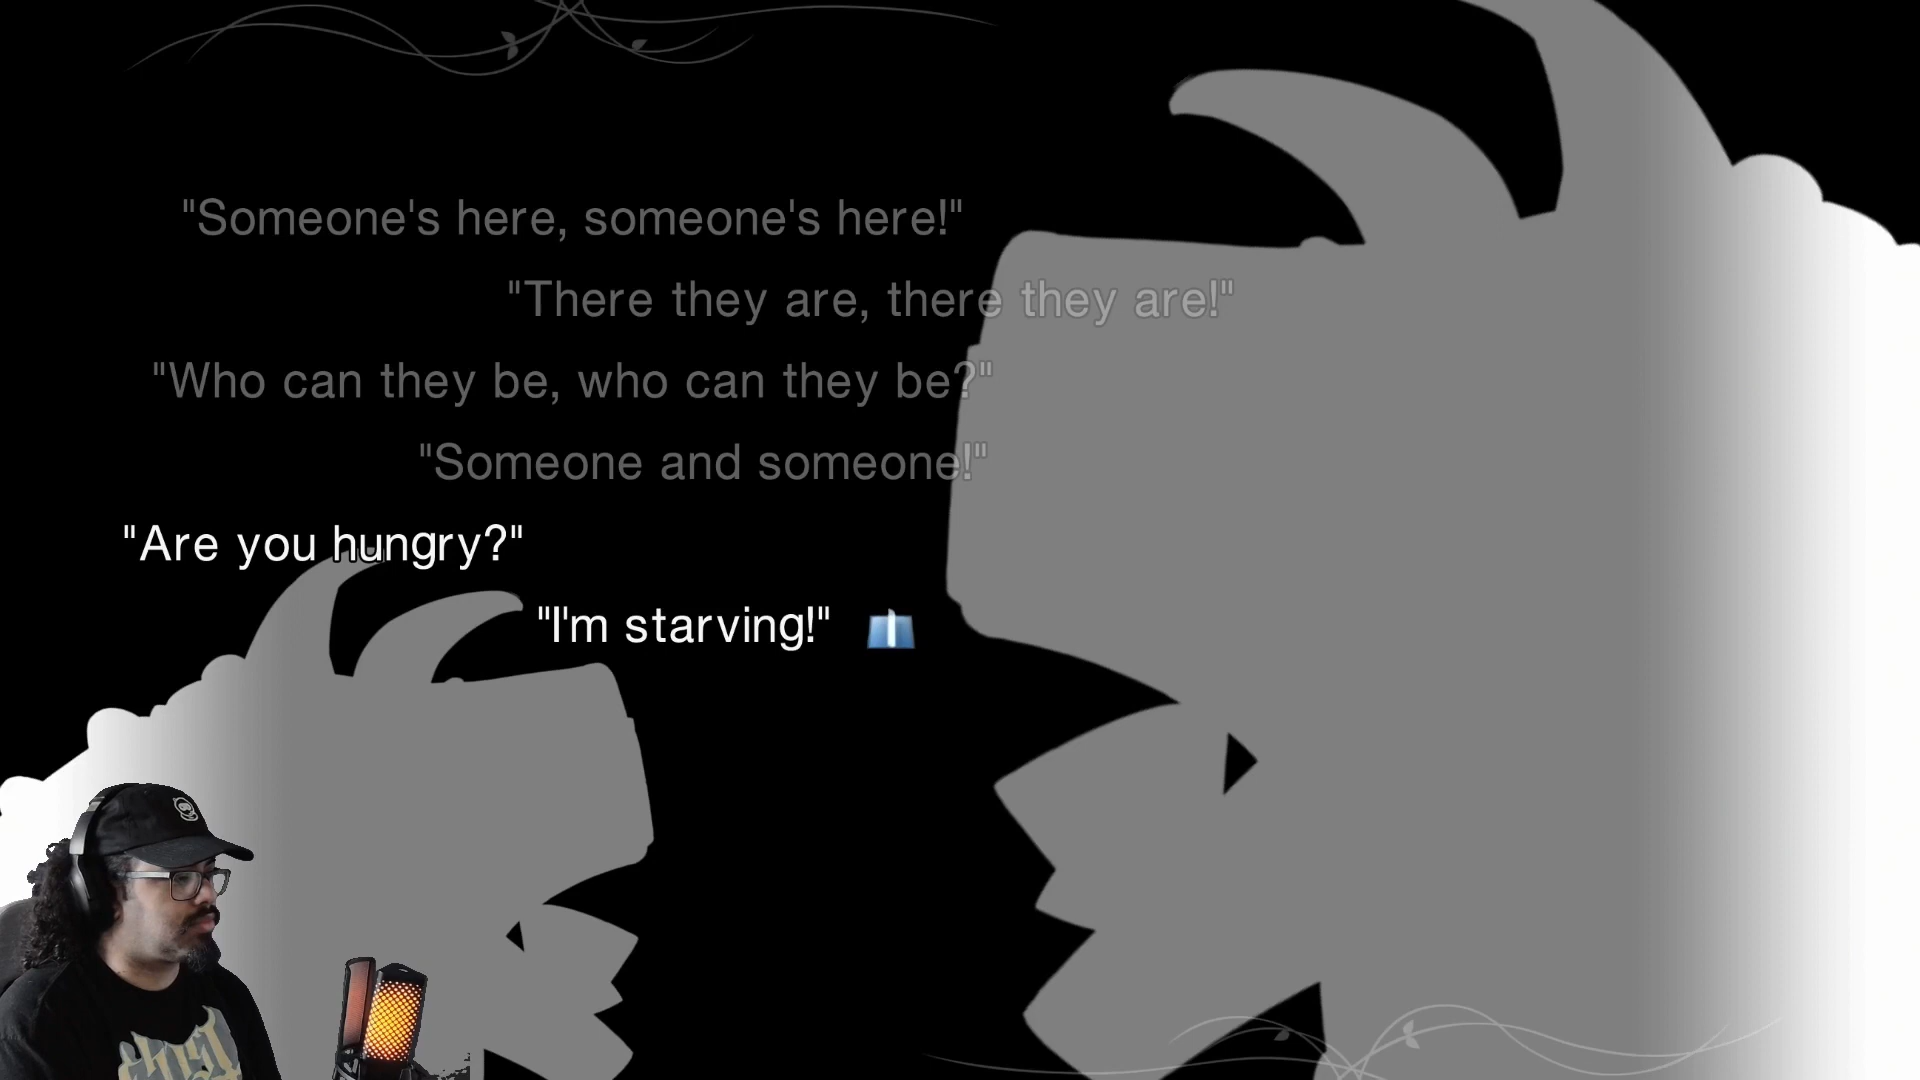 "Someone's here, someone's here!"
"There they are, there they are!"
"Who can they be, who can they be?"
"Someone and someone!"
"Are you hungry?"
"I'm starving!"
Ghost